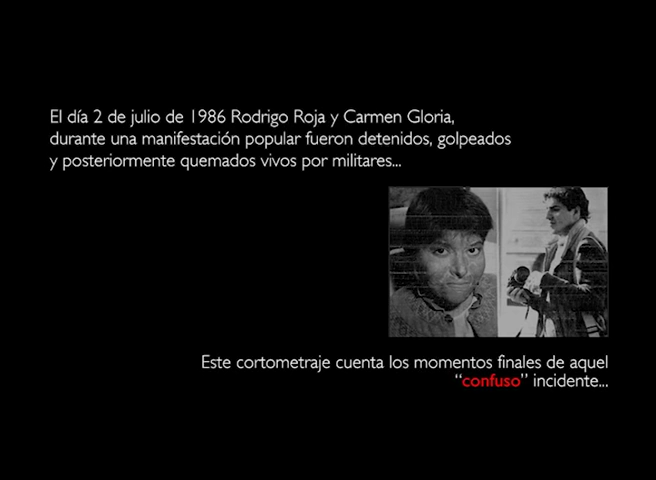 El día 2 de julio de 1986 Rodrigo Roja y Carmen Gloria,
durante una manifestación popular fueron detenidos, golpeados
y posteriormente quemados vivos por militares...
Este cortometraje cuenta los momentos finales de aquel
“confuso” incidente...